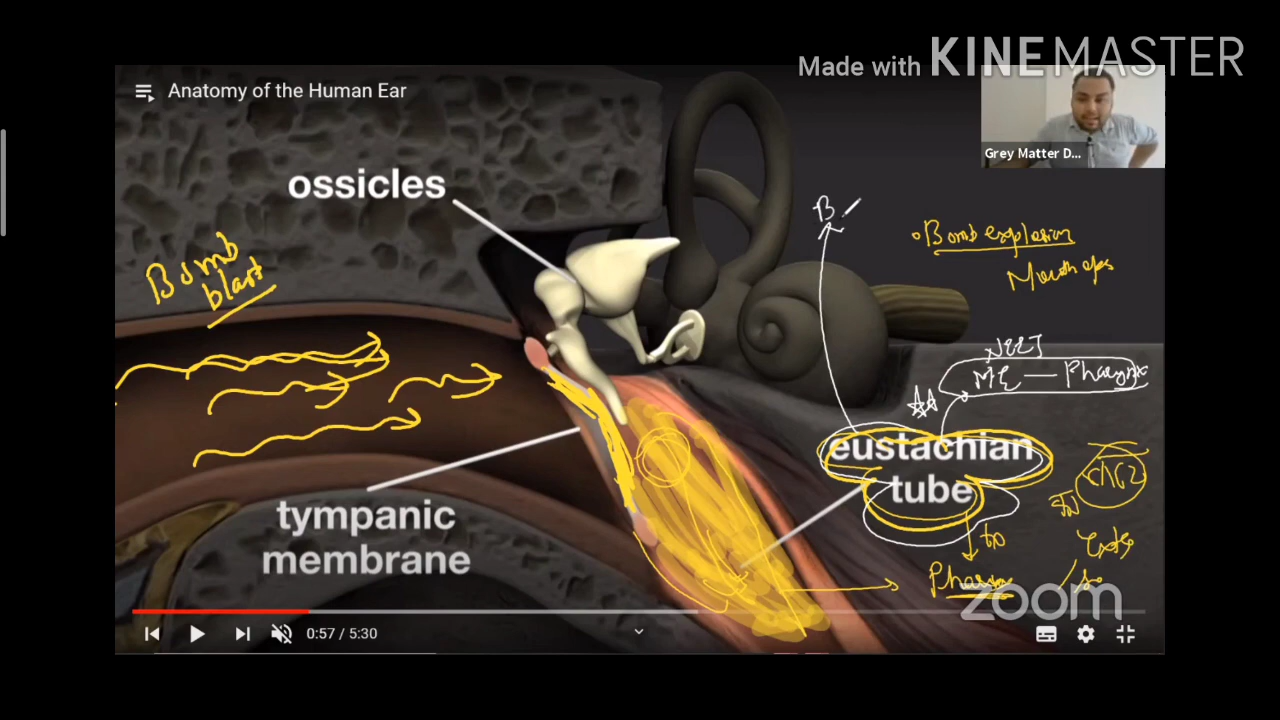 Made with KINEMASTER
Anatomy of the Human Ear
Grey Matter D...
ossicles
B
Bomb explosion
Mouth open
Bomb
blast
NEET
ME — Pharynx
eustachian
tube
tympanic
membrane
to
Pharynx
zoom
0:57 / 5:30